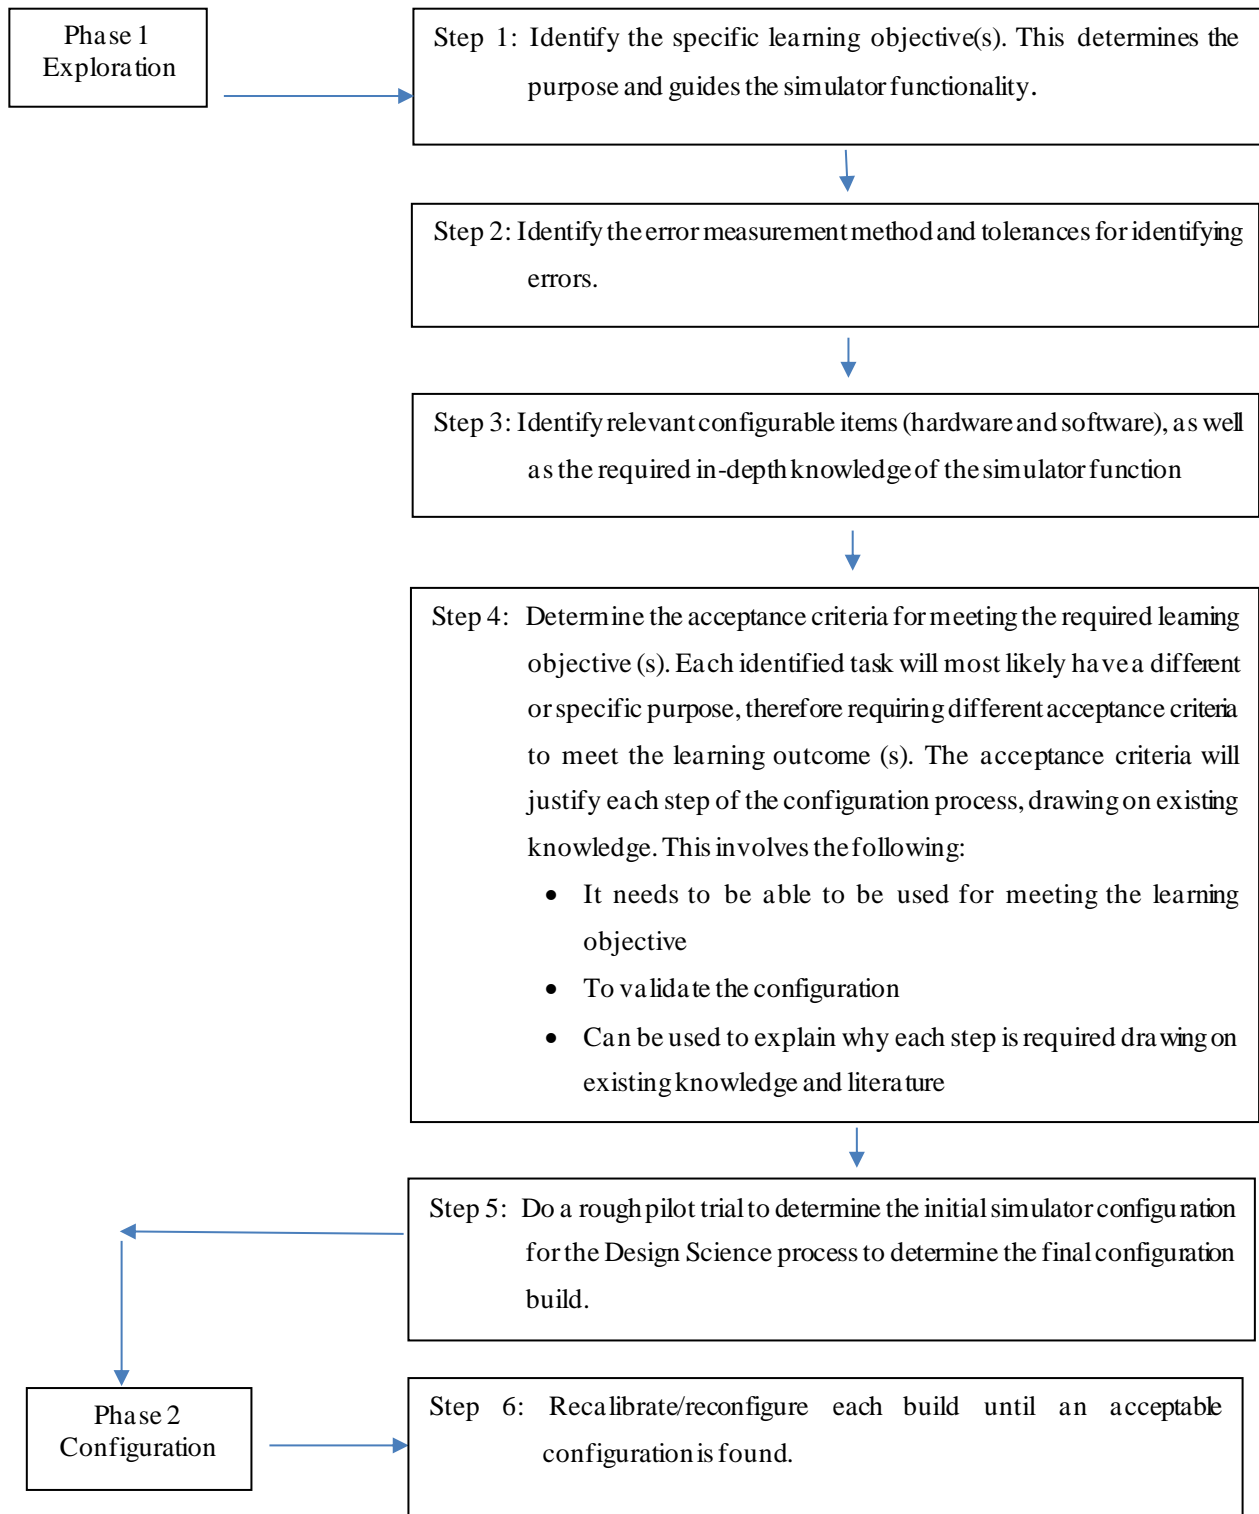 Phase 1
Exploration
Step 1: Identify the specific learning objective(s). This determines the
purpose and guides the simulator functionality.
Step 2: Identify the error measurement method and tolerances for identifying
errors.
Step 3: Identify relevant configurable items (hardware and software), as well
as the required in-depth knowledge of the simulator function
Step 4: Determine the acceptance criteria for meeting the required learning
objective (s). Each identified task will most likely have a different
or specific purpose, therefore requiring different acceptance criteria
to meet the learning outcome (s). The acceptance criteria will
justify each step of the configuration process, drawing on existing
knowledge. This involves the following:
• It needs to be able to be used for meeting the learning
objective
• To validate the configuration
• Can be used to explain why each step is required drawing on
existing knowledge and literature
Step 5: Do a rough pilot trial to determine the initial simulator configuration
for the Design Science process to determine the final configuration
build.
Phase 2
Configuration
Step 6: Recalibrate/reconfigure each build until an acceptable
configuration is found.